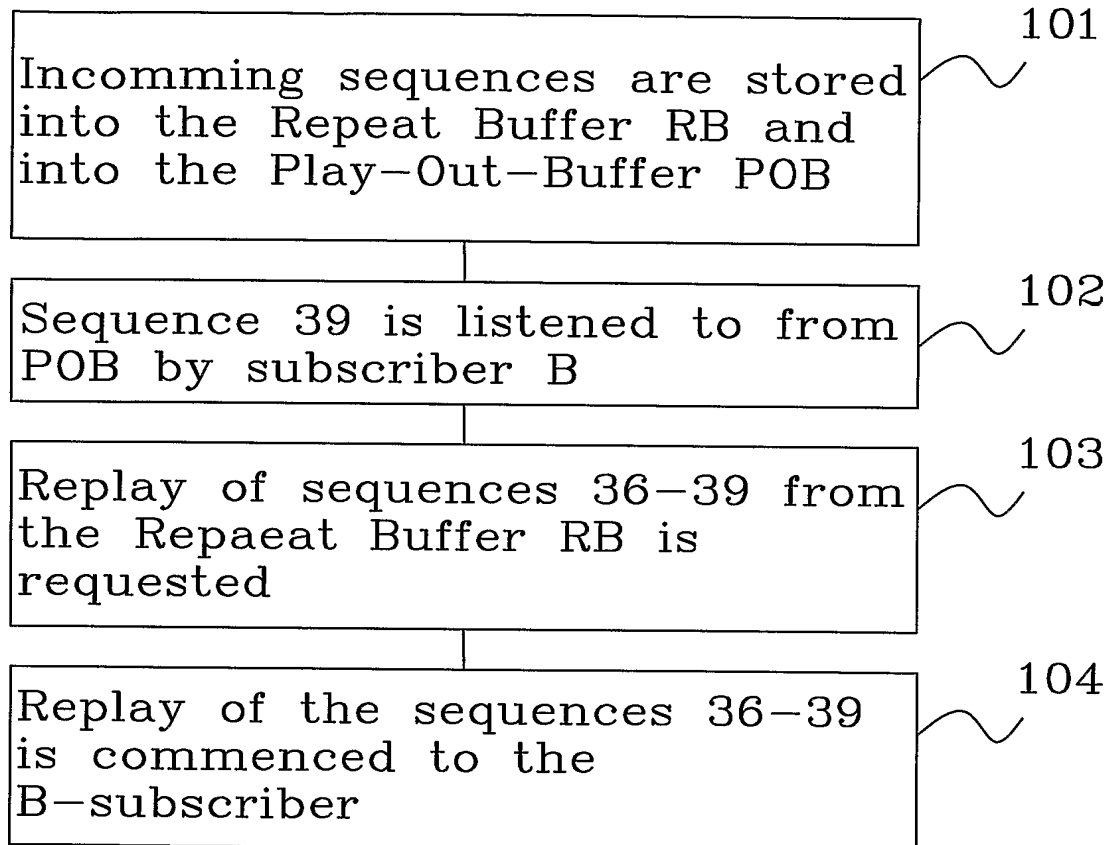 101
Incomming sequences are stored
into the Repeat Buffer RB and
into the Play-Out-Buffer POB
102
Sequence 39 is listened to from
POB by subscriber B
103
Replay of sequences 36-39 from
the Repaeat Buffer RB is
requested
104
Replay of the sequences 36-39
is commenced to the
B-subscriber